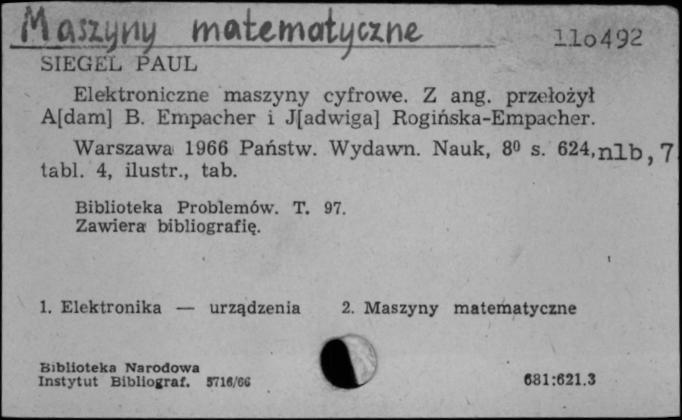 Maszyny matematyczne 110492
SIEGEL PAUL
Elektroniczne maszyny cyfrowe. Z ang. przełożył
A[dam] B. Empacher i J[adwiga] Rogińska-Empacher.
Warszawa 1966 Państw. Wydawn. Nauk, 8⁰ s. 624, nlb, 7
tabl. 4, ilustr., tab.
Biblioteka Problemów. T. 97.
Zawiera bibliografię.
1. Elektronika — urządzenia 2. Maszyny matematyczne
Biblioteka Narodowa
Instytut Bibliograf. 5716/66 681:621.3